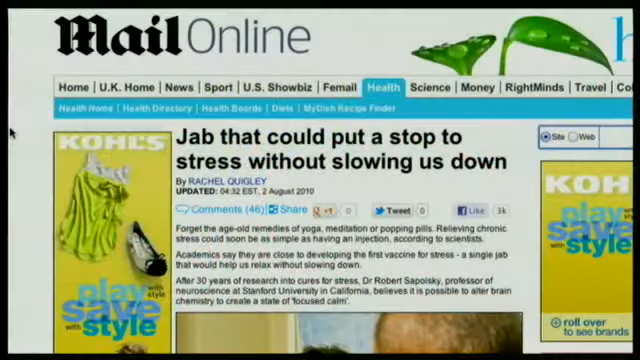 Mail Online
Home | U.K. Home | News | Sport | U.S. Showbiz | Femail | Health | Science | Money | RightMinds | Travel |
Health Home | Health Directory | Health Boards | Diets | MyDish Recipe Finder
KOHL'S
play
save
with style
with style
Jab that could put a stop to
stress without slowing us down
By RACHEL QUIGLEY
UPDATED: 04:32 EST, 2 August 2010
Comments (46) Share +1 0 Tweet 0 Like 3k
Forget the age-old remedies of yoga, meditation or popping pills. Relieving chronic
stress could soon be as simple as having an injection, according to scientists.
Academics say they are close to developing the first vaccine for stress - a single jab
that would help us relax without slowing down.
After 30 years of research into cures for stress, Dr Robert Sapolsky, professor of
neuroscience at Stanford University in California, believes it is possible to alter brain
chemistry to create a state of 'focused calm'.
Site Web
KOH
play
save
with style
roll over
to see brands